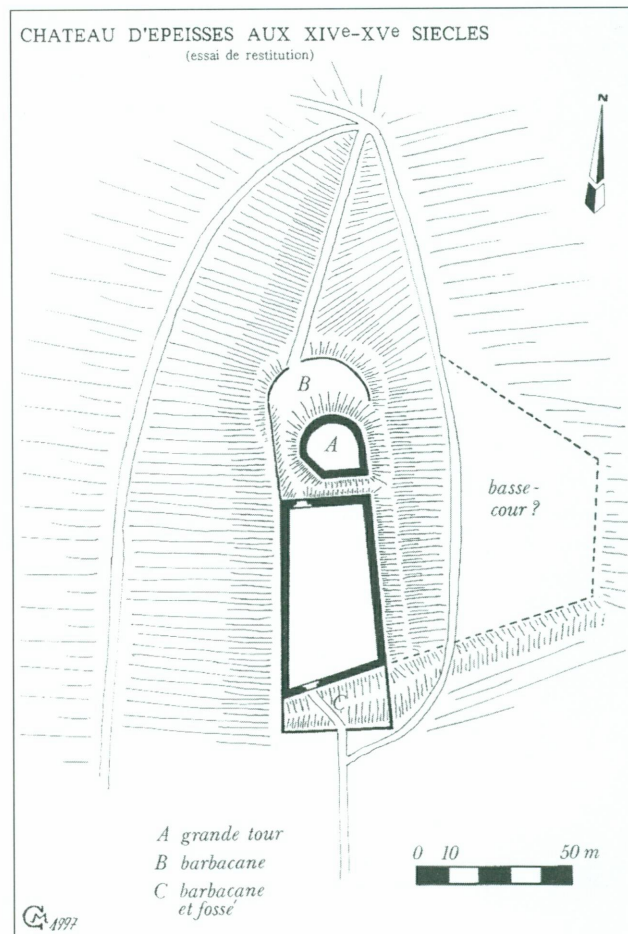 CHATEAU D'EPEISSES AUX XIVe-XVe SIECLES
(essai de restitution)
N
B
A
basse-
cour ?
C
A grande tour
B barbacane
C barbacane
et fossé
0 10 50 m
GM 1997